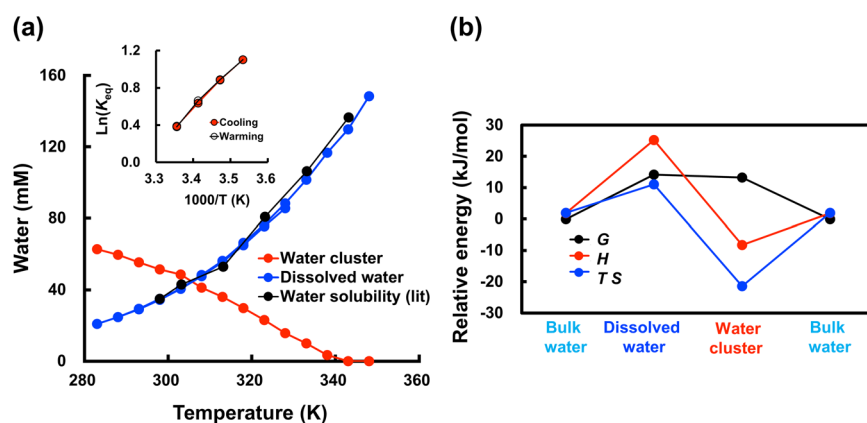 (a)
160
120
80
40
0
280
300
320
340
360
Water (mM)
Temperature (K)
Water cluster
Dissolved water
Water solubility (lit)
1.2
0.8
0.4
0.0
3.3
3.4
3.5
3.6
Ln(Keq)
1000/T (K)
Cooling
Warming
(b)
30
20
10
0
-10
-20
-30
Relative energy (kJ/mol)
G
H
T S
Bulk
water
Dissolved
water
Water
cluster
Bulk
water